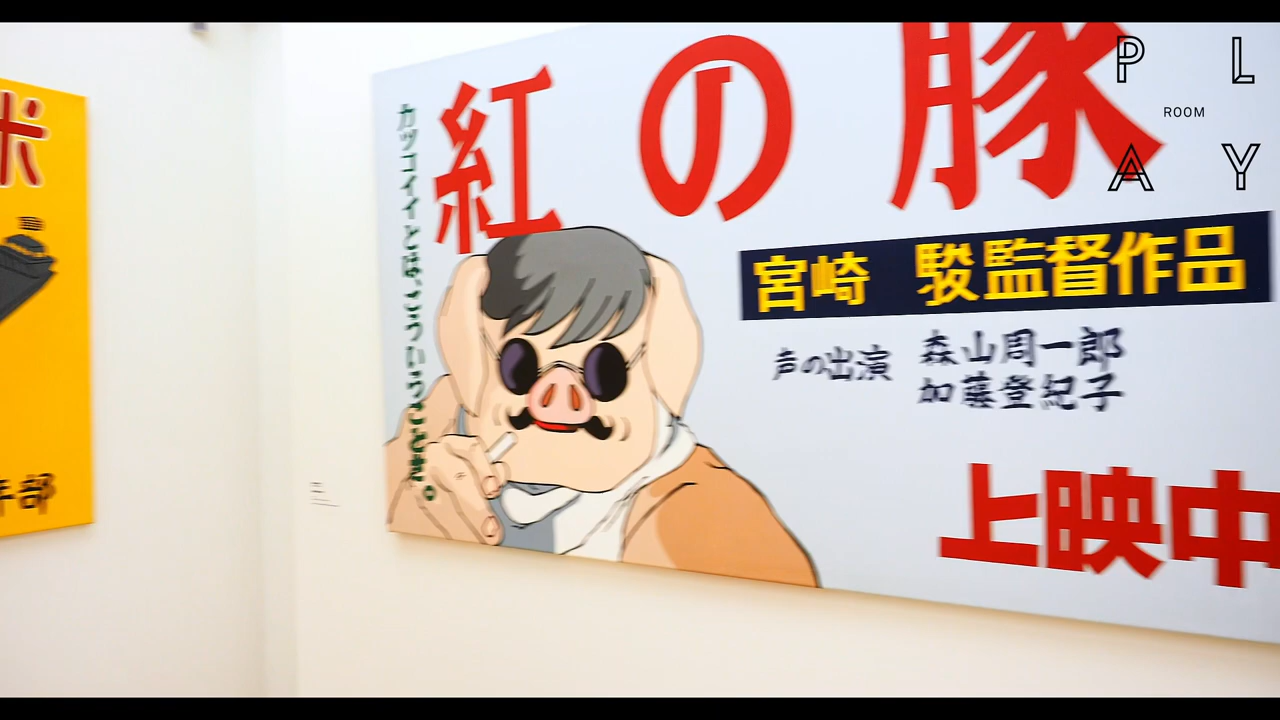 紅の豚
カッコイイとは、こういうことさ。
宮崎 駿監督作品
声の出演 森山周一郎
加藤登紀子
上映中
P L
ROOM
A Y